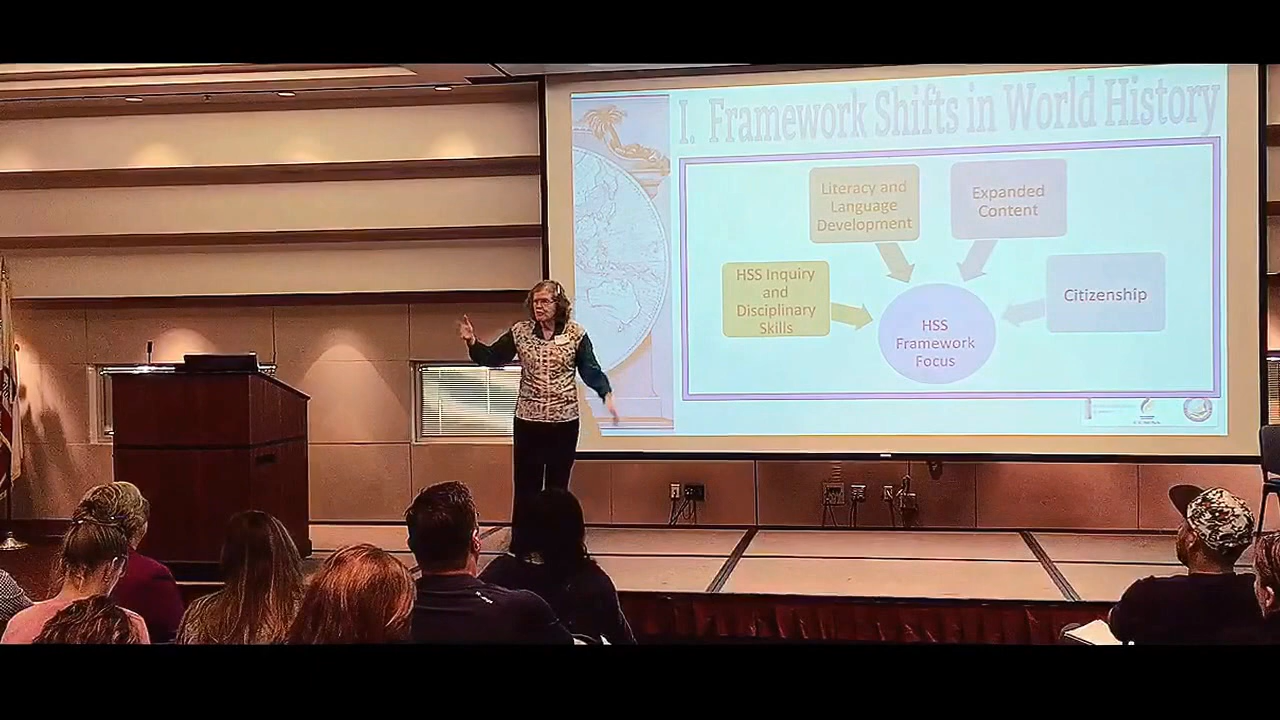 I. Framework Shifts in World History
Literacy and
Language
Development
Expanded
Content
HSS Inquiry
and
Disciplinary
Skills
Citizenship
HSS
Framework
Focus